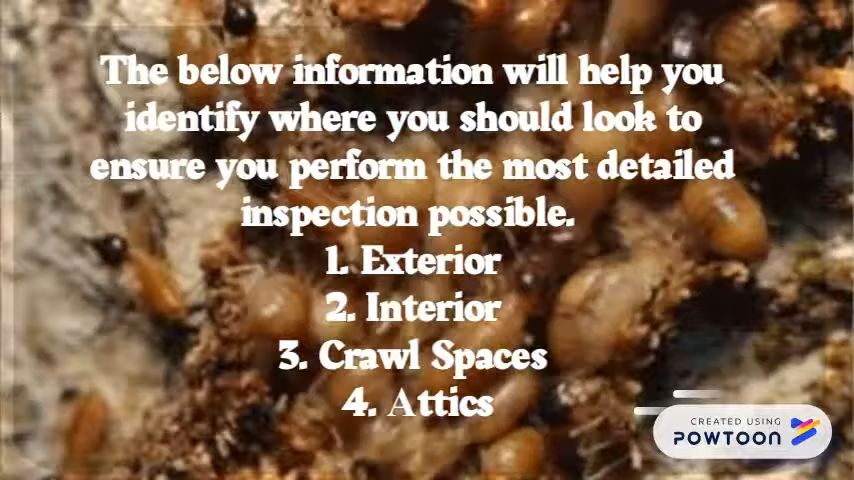 The below information will help you
identify where you should look to
ensure you perform the most detailed
inspection possible.
1. Exterior
2. Interior
3. Crawl Spaces
4. Attics
CREATED USING
POWTOON